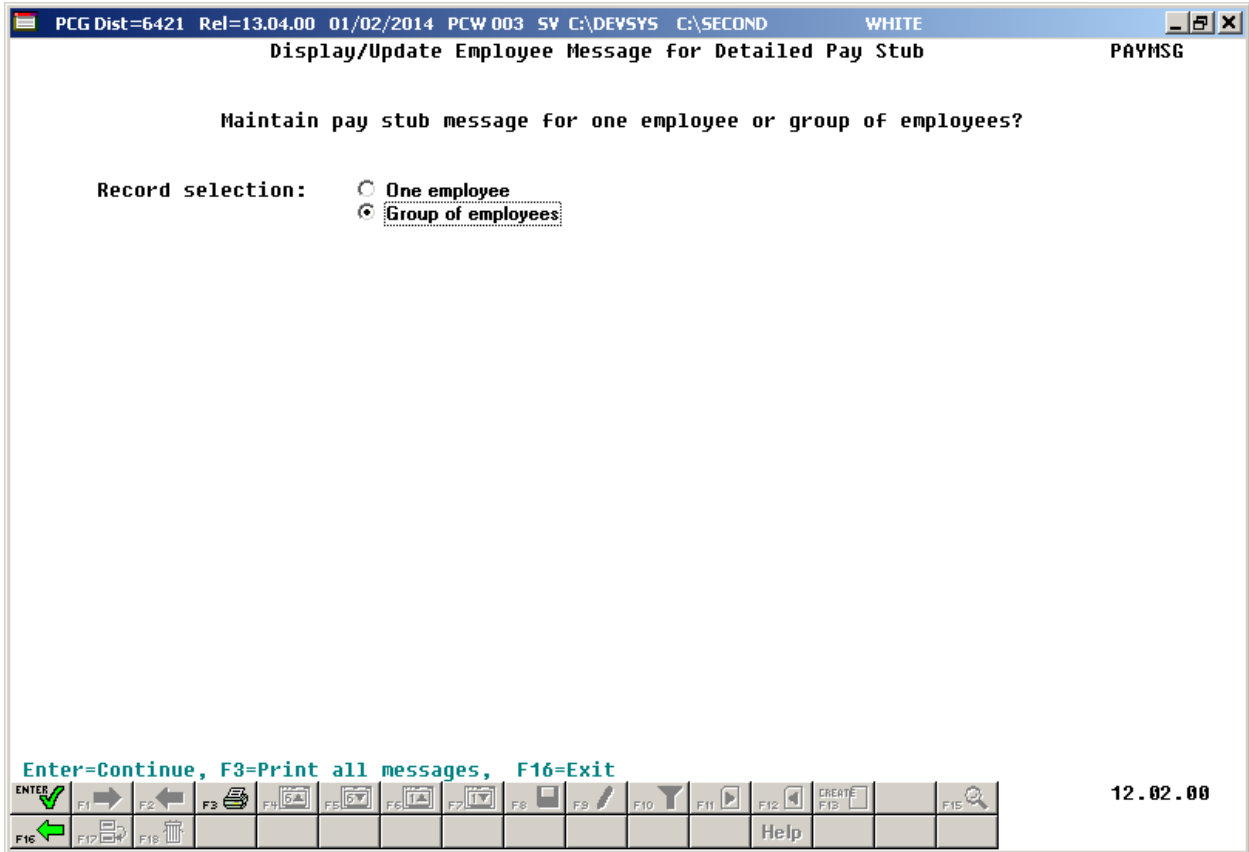 PCG Dist=6421 Rel=13.04.00 01/02/2014 PCW 003 SV C:\DEVSYS C:\SECOND WHITE
Display/Update Employee Message for Detailed Pay Stub PAYMSG
Maintain pay stub message for one employee or group of employees?
Record selection: One employee
Group of employees
Enter=Continue, F3=Print all messages, F16=Exit
ENTER F1 F2 F3 F4 F5 F6 F7 F8 F9 F10 F11 F12 CREATE F13 F15 12.02.00
F16 F17 F18 Help